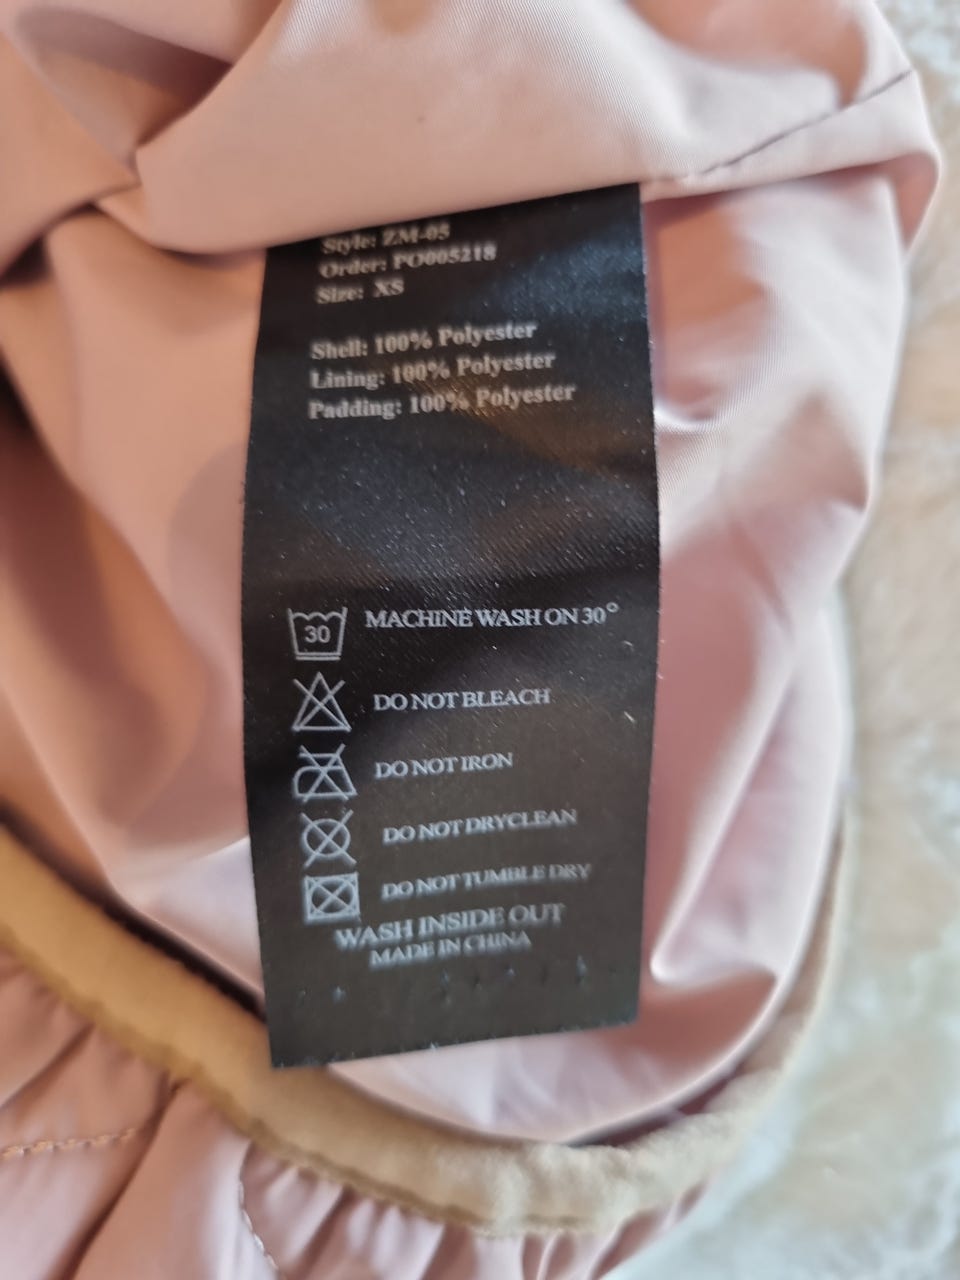 Style: ZM-05
Order: PO005218
Size: XS
Shell: 100% Polyester
Lining: 100% Polyester
Padding: 100% Polyester
30 MACHINE WASH ON 30°
DO NOT BLEACH
DO NOT IRON
DO NOT DRYCLEAN
DO NOT TUMBLE DRY
WASH INSIDE OUT
MADE IN CHINA